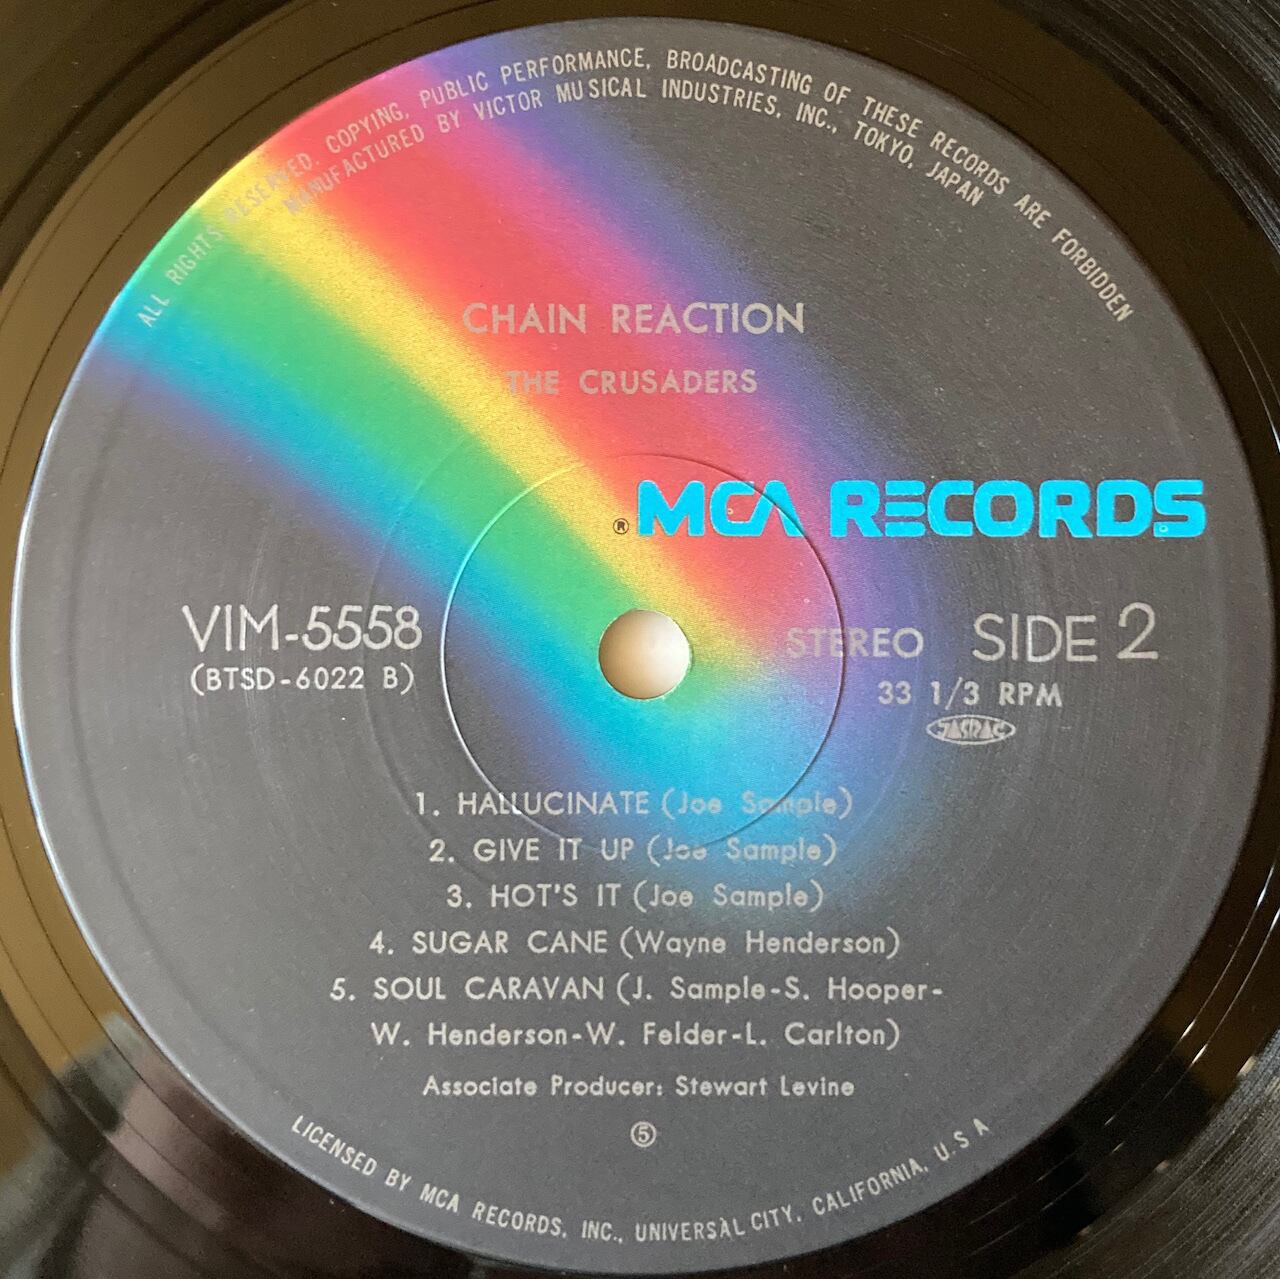 ALL RIGHTS RESERVED. COPYING, PUBLIC PERFORMANCE, BROADCASTING OF THESE RECORDS ARE FORBIDDEN
MANUFACTURED BY VICTOR MUSICAL INDUSTRIES, INC., TOKYO, JAPAN
CHAIN REACTION
THE CRUSADERS
® MCA RECORDS
VIM-5558
(BTSD-6022 B)
STEREO SIDE 2
33 1/3 RPM
JASRAC
1. HALLUCINATE (Joe Sample)
2. GIVE IT UP (Joe Sample)
3. HOT'S IT (Joe Sample)
4. SUGAR CANE (Wayne Henderson)
5. SOUL CARAVAN (J. Sample-S. Hooper-
W. Henderson-W. Felder-L. Carlton)
Associate Producer: Stewart Levine
⑤
LICENSED BY MCA RECORDS, INC., UNIVERSAL CITY, CALIFORNIA, U.S.A